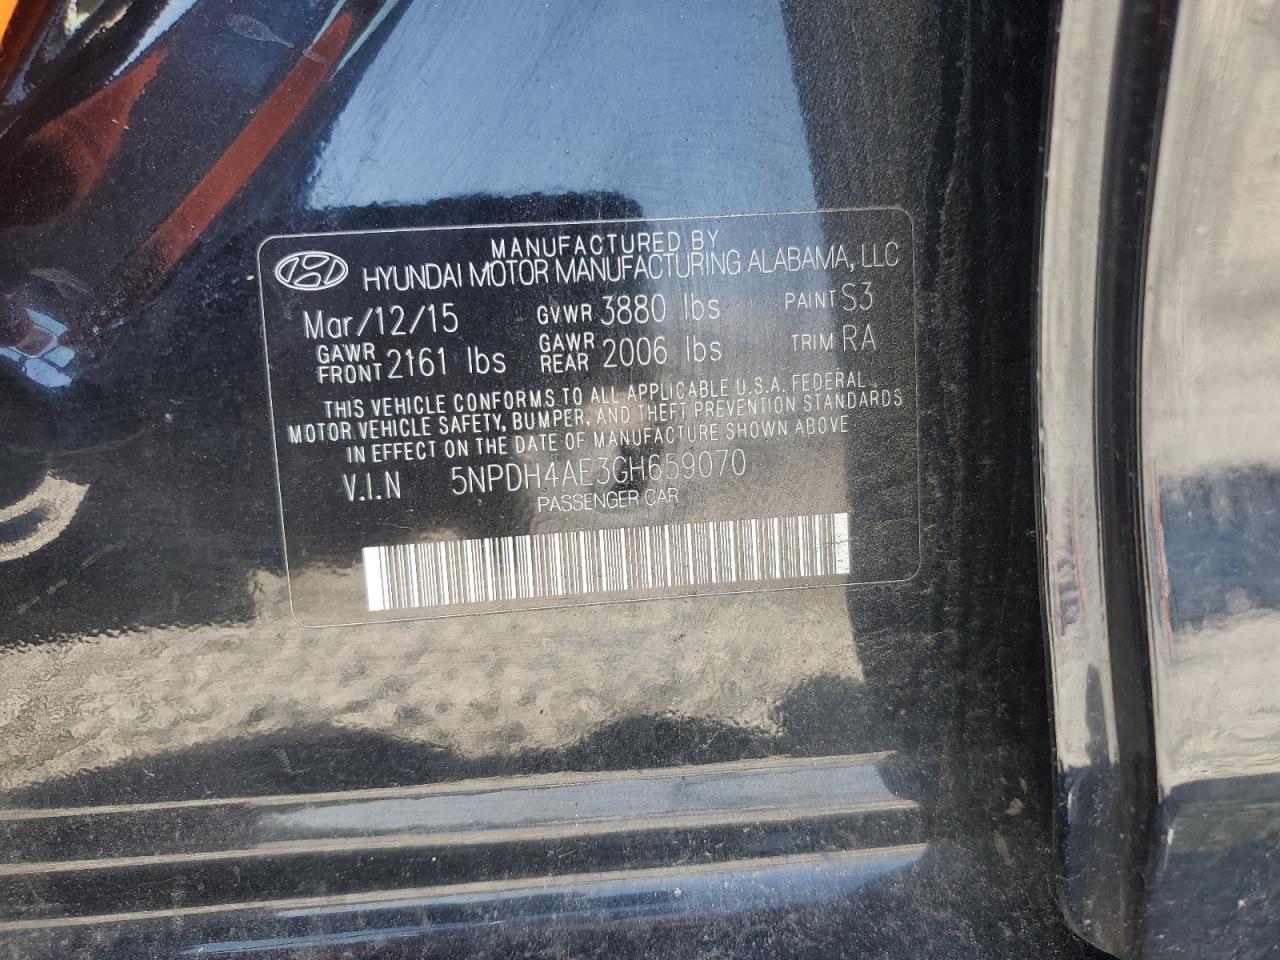 MANUFACTURED BY
HYUNDAI MOTOR MANUFACTURING ALABAMA, LLC
Mar/12/15 GVWR 3880 lbs PAINT S3
GAWR FRONT 2161 lbs GAWR REAR 2006 lbs TRIM RA
THIS VEHICLE CONFORMS TO ALL APPLICABLE U.S.A. FEDERAL
MOTOR VEHICLE SAFETY, BUMPER, AND THEFT PREVENTION STANDARDS
IN EFFECT ON THE DATE OF MANUFACTURE SHOWN ABOVE
V.I.N 5NPDH4AE3GH659070
PASSENGER CAR